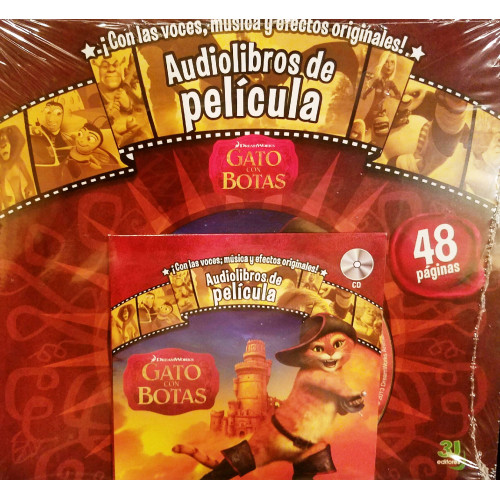 ¡Con las voces, música y efectos originales!
Audiolibros de
película
DREAMWORKS
GATO
CON
BOTAS
48
páginas
¡Con las voces, música y efectos originales!
CD
Audiolibros de
película
DREAMWORKS
GATO
CON
BOTAS
3J
editores